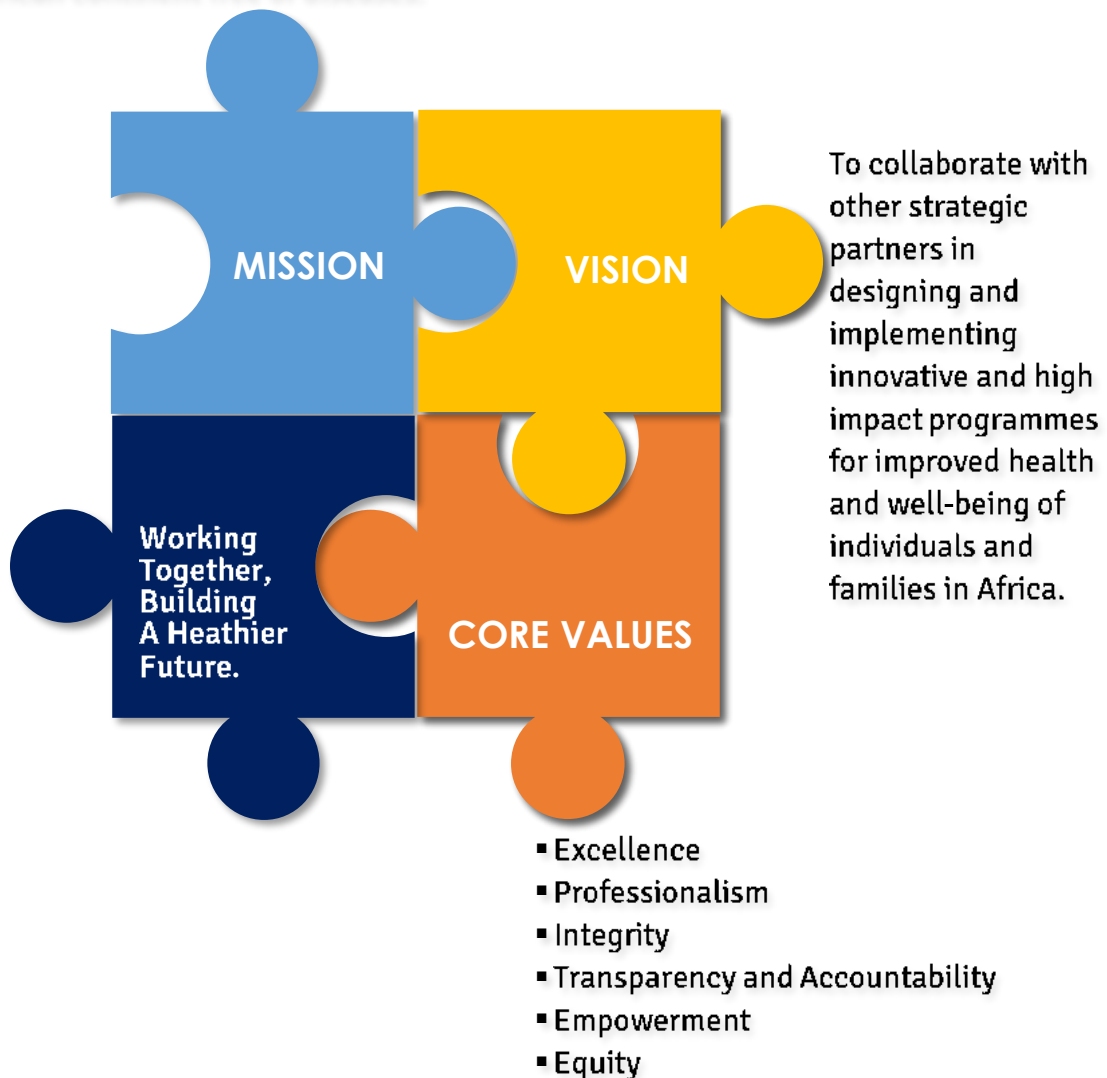 MISSION
VISION
To collaborate with
other strategic
partners in
designing and
implementing
innovative and high
impact programmes
for improved health
and well-being of
individuals and
families in Africa.
Working
Together,
Building
A Heathier
Future.
CORE VALUES
▪ Excellence
▪ Professionalism
▪ Integrity
▪ Transparency and Accountability
▪ Empowerment
▪ Equity